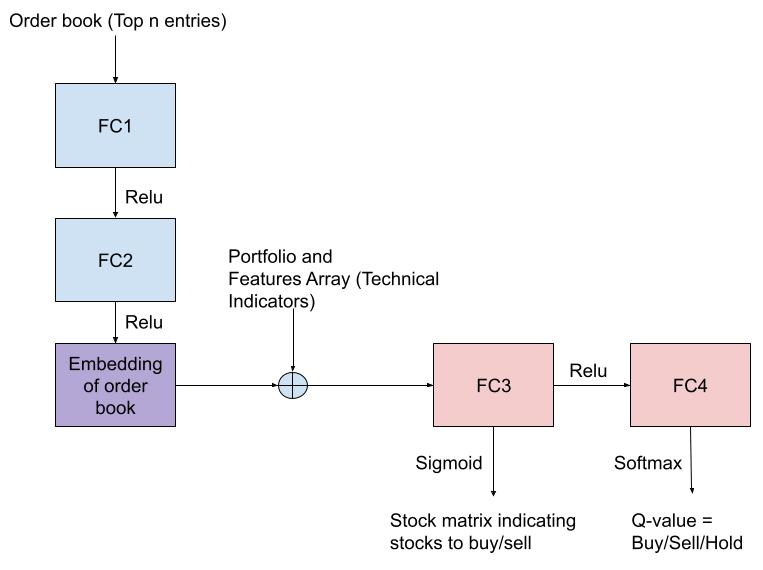 Order book (Top n entries)
FC1
Relu
FC2
Relu
Embedding
of order
book
Portfolio and
Features Array (Technical
Indicators)
FC3
Relu
FC4
Sigmoid
Softmax
Stock matrix indicating
stocks to buy/sell
Q-value =
Buy/Sell/Hold